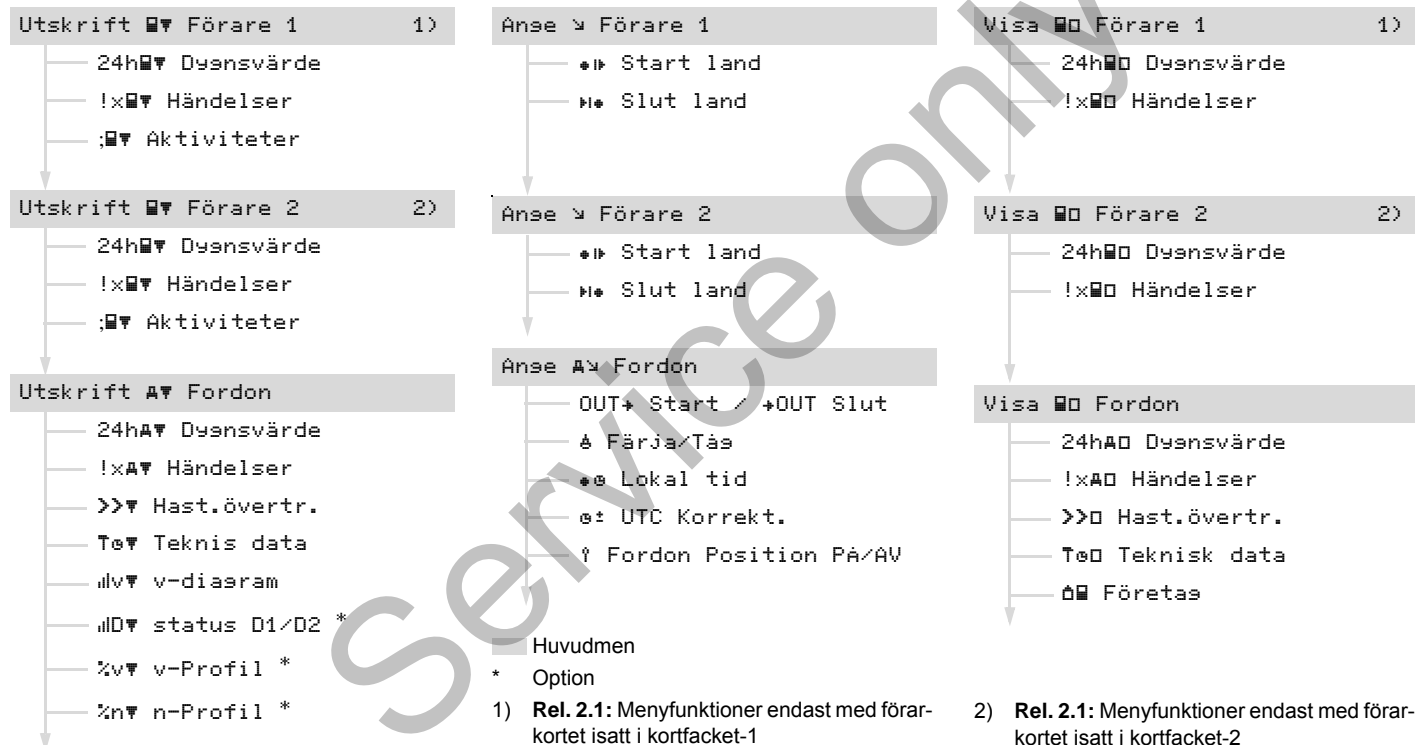 Utskrift Förare 1 1)
24h Dygnsvärde
!x Händelser
; Aktiviteter
Utskrift Förare 2 2)
24h Dygnsvärde
!x Händelser
; Aktiviteter
Utskrift Fordon
24h Dygnsvärde
!x Händelser
>> Hast.övertr.
Teknis data
v v-diagram
D status D1/D2 *
%v v-Profil *
%n n-Profil *
Ange Förare 1
Start land
Slut land
Ange Förare 2
Start land
Slut land
Ange Fordon
OUT Start / OUT Slut
Färja/Tåg
Lokal tid
UTC Korrekt.
Fordon Position PÅ/AV
Huvudmen
* Option
1) Rel. 2.1: Menyfunktioner endast med förar-
kortet isatt i kortfacket-1
Visa Förare 1 1)
24h Dygnsvärde
!x Händelser
Visa Förare 2 2)
24h Dygnsvärde
!x Händelser
Visa Fordon
24h Dygnsvärde
!x Händelser
>> Hast.övertr.
Teknisk data
Företag
2) Rel. 2.1: Menyfunktioner endast med förar-
kortet isatt i kortfacket-2
Service only